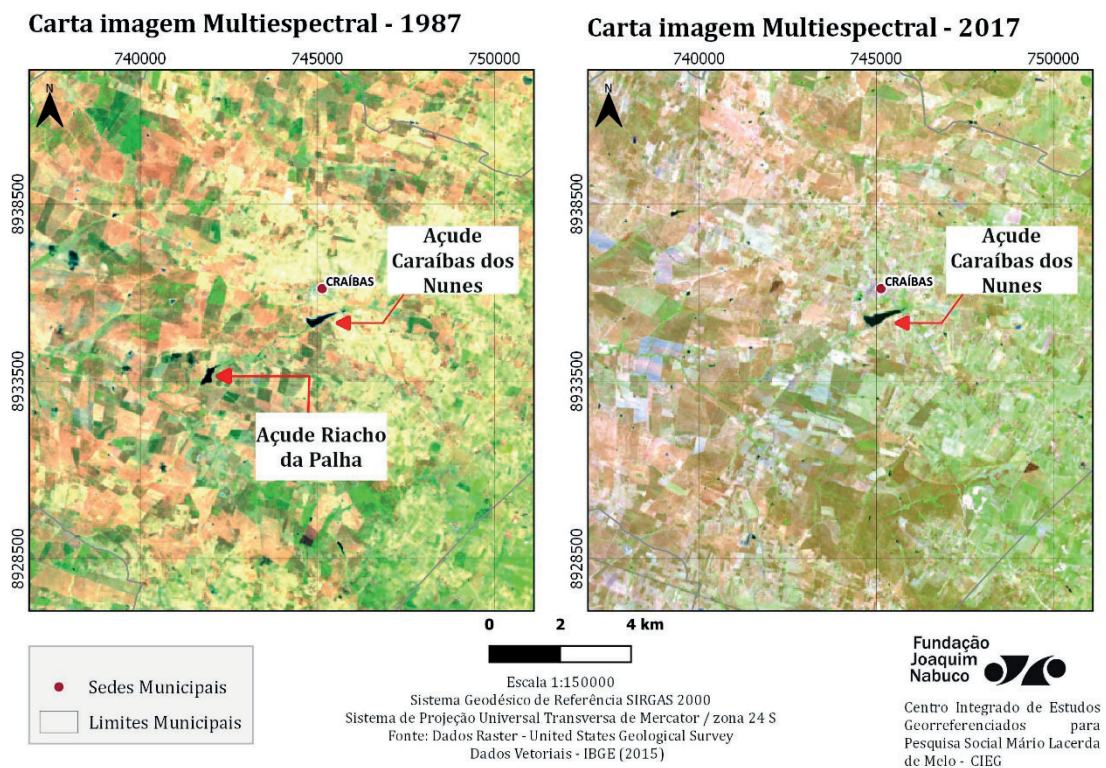 Carta imagem Multiespectral - 1987
740000
745000
750000
N
8938500
8933500
8928500
Açude
Caraíbas dos
Nunes
CRAÍBAS
Açude Riacho
da Palha
Carta imagem Multiespectral - 2017
740000
745000
750000
N
8938500
8933500
8928500
Açude
Caraíbas dos
Nunes
CRAÍBAS
0 2 4 km
Sedes Municipais
Limites Municipais
Escala 1:150000
Sistema Geodésico de Referência SIRGAS 2000
Sistema de Projeção Universal Transversa de Mercator / zona 24 S
Fonte: Dados Raster - United States Geological Survey
Dados Vetoriais - IBGE (2015)
Fundação
Joaquim
Nabuco
Centro Integrado de Estudos
Georreferenciados para
Pesquisa Social Mário Lacerda
de Melo - CIEG